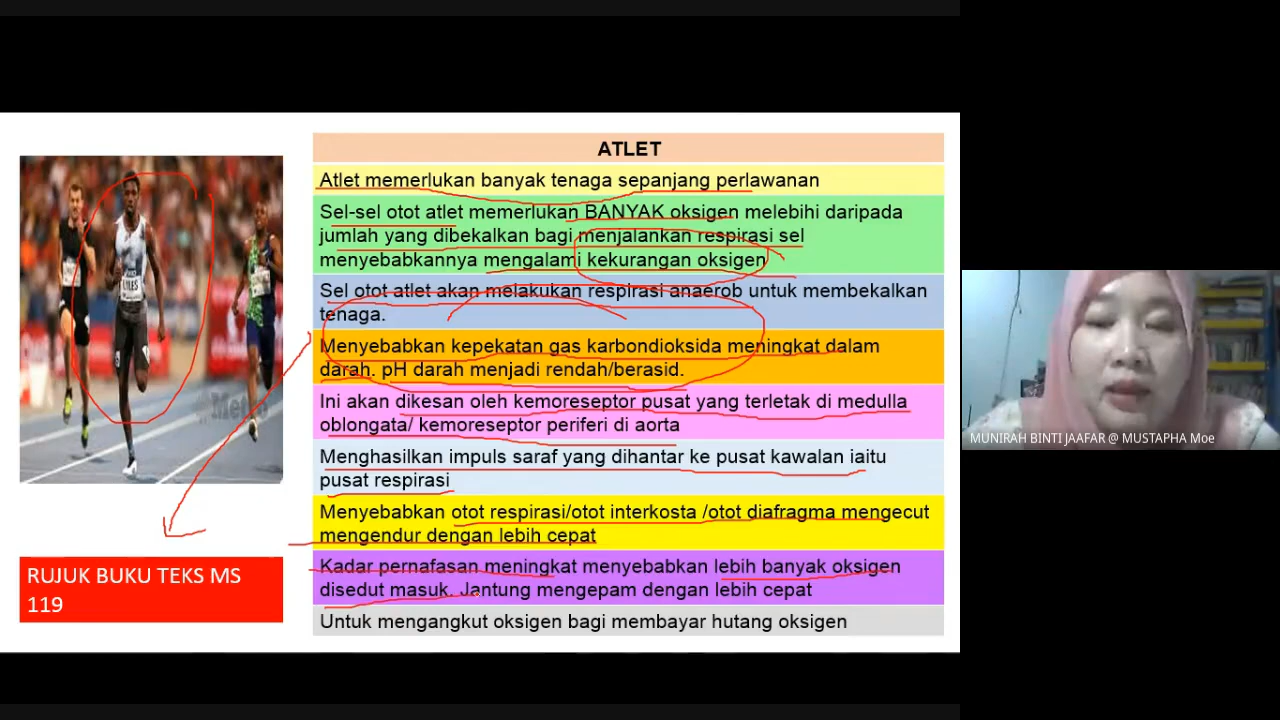 ATLET
Atlet memerlukan banyak tenaga sepanjang perlawanan
Sel-sel otot atlet memerlukan BANYAK oksigen melebihi daripada
jumlah yang dibekalkan bagi menjalankan respirasi sel
menyebabkannya mengalami kekurangan oksigen
Sel otot atlet akan melakukan respirasi anaerob untuk membekalkan
tenaga.
Menyebabkan kepekatan gas karbondioksida meningkat dalam
darah. pH darah menjadi rendah/berasid.
Ini akan dikesan oleh kemoreseptor pusat yang terletak di medulla
oblongata/ kemoreseptor periferi di aorta
Menghasilkan impuls saraf yang dihantar ke pusat kawalan iaitu
pusat respirasi
Menyebabkan otot respirasi/otot interkosta /otot diafragma mengecut
mengendur dengan lebih cepat
Kadar pernafasan meningkat menyebabkan lebih banyak oksigen
disedut masuk. Jantung mengepam dengan lebih cepat
Untuk mengangkut oksigen bagi membayar hutang oksigen
RUJUK BUKU TEKS MS
119
MUNIRAH BINTI JAAFAR @ MUSTAPHA Moe